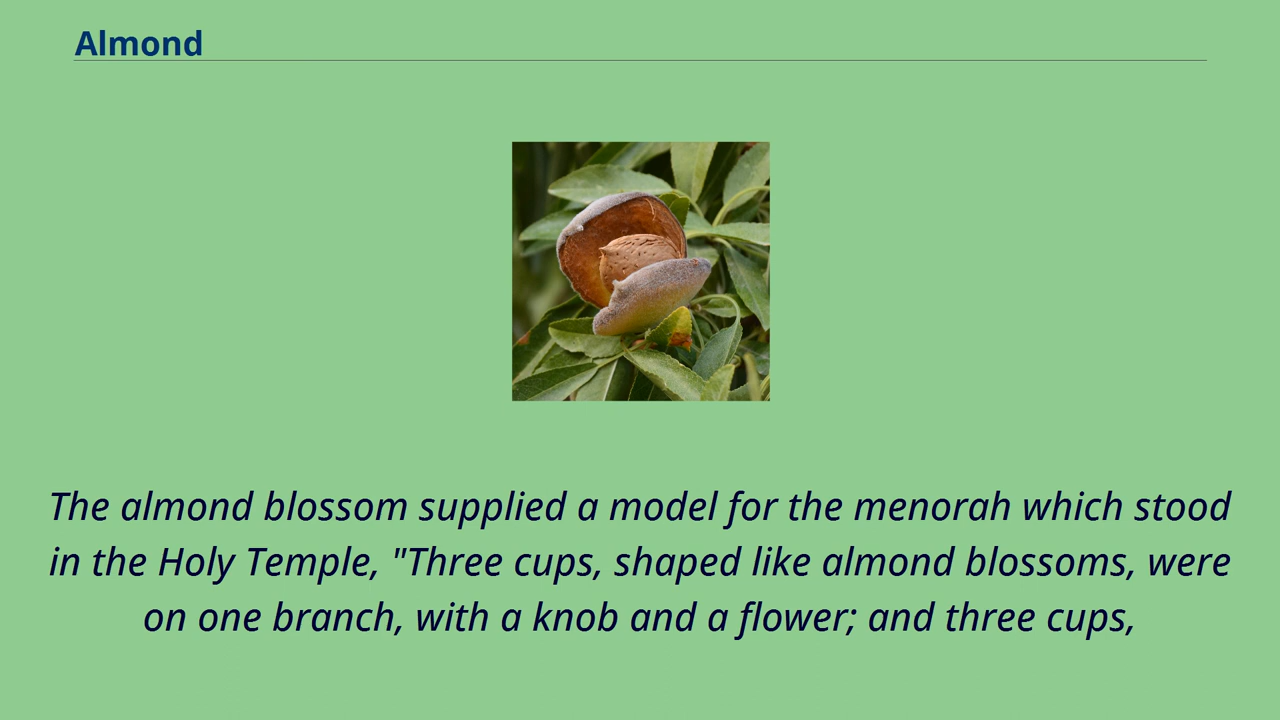 Almond
The almond blossom supplied a model for the menorah which stood
in the Holy Temple, "Three cups, shaped like almond blossoms, were
on one branch, with a knob and a flower; and three cups,